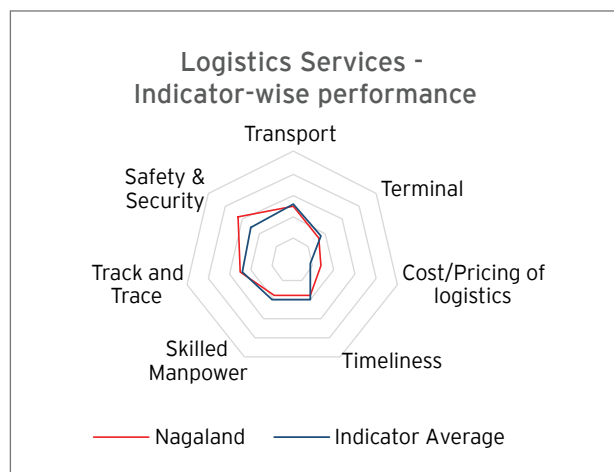 Logistics Services -
Indicator-wise performance
Transport
Terminal
Cost/Pricing of
logistics
Timeliness
Skilled
Manpower
Track and
Trace
Safety &
Security
Nagaland
Indicator Average